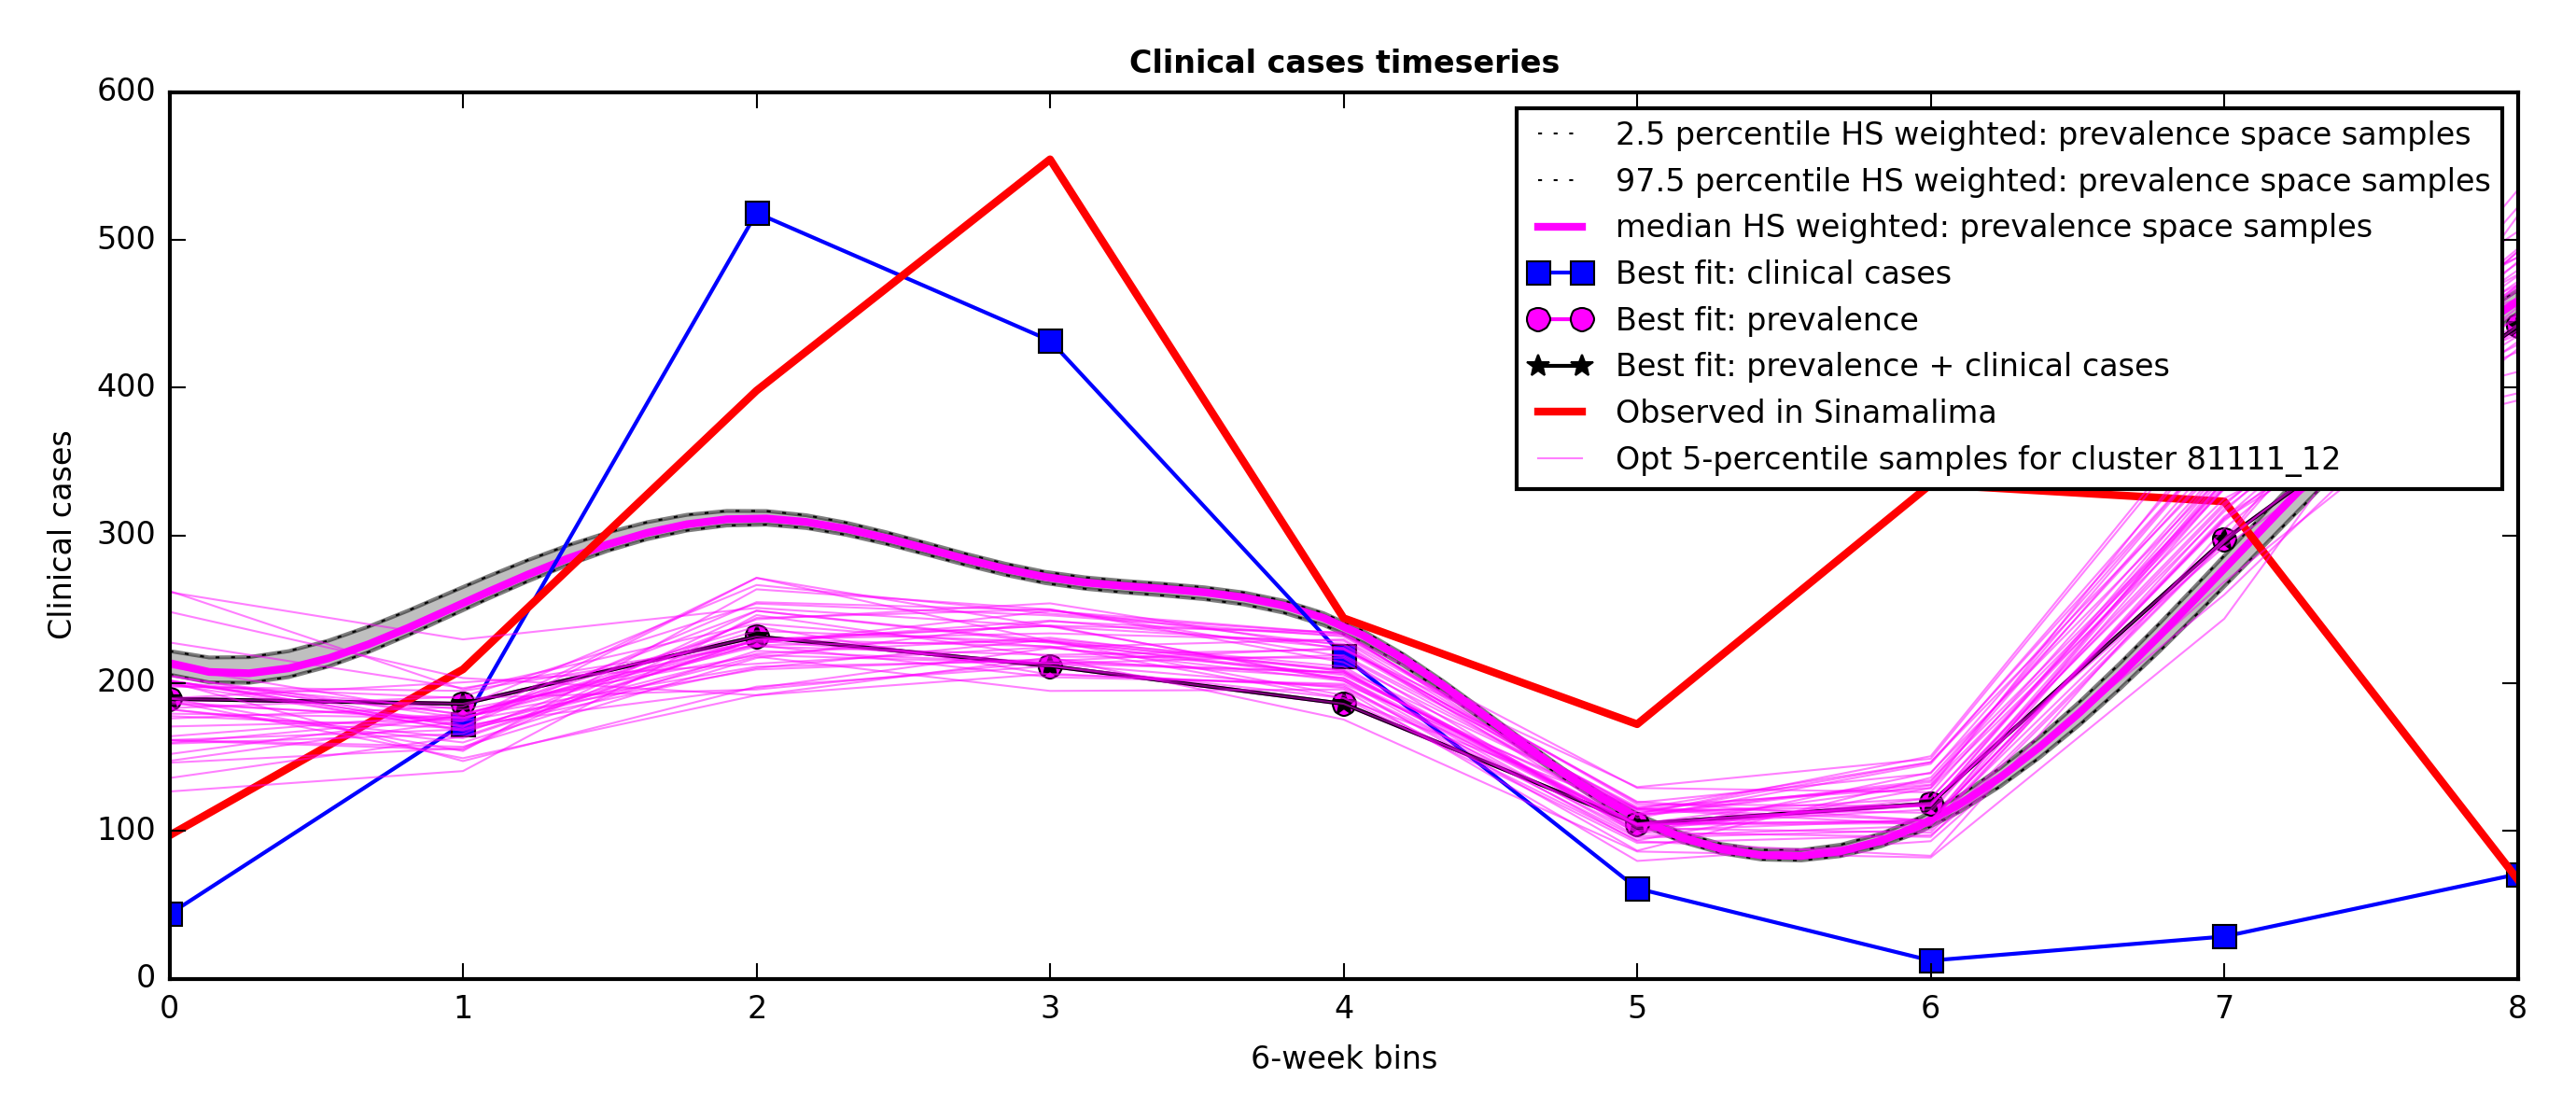 Clinical cases timeseries
600
500
400
300
200
100
0
Clinical cases
2.5 percentile HS weighted: prevalence space samples
97.5 percentile HS weighted: prevalence space samples
median HS weighted: prevalence space samples
Best fit: clinical cases
Best fit: prevalence
Best fit: prevalence + clinical cases
Observed in Sinamalima
Opt 5-percentile samples for cluster 81111_12
0 1 2 3 4 5 6 7 8
6-week bins